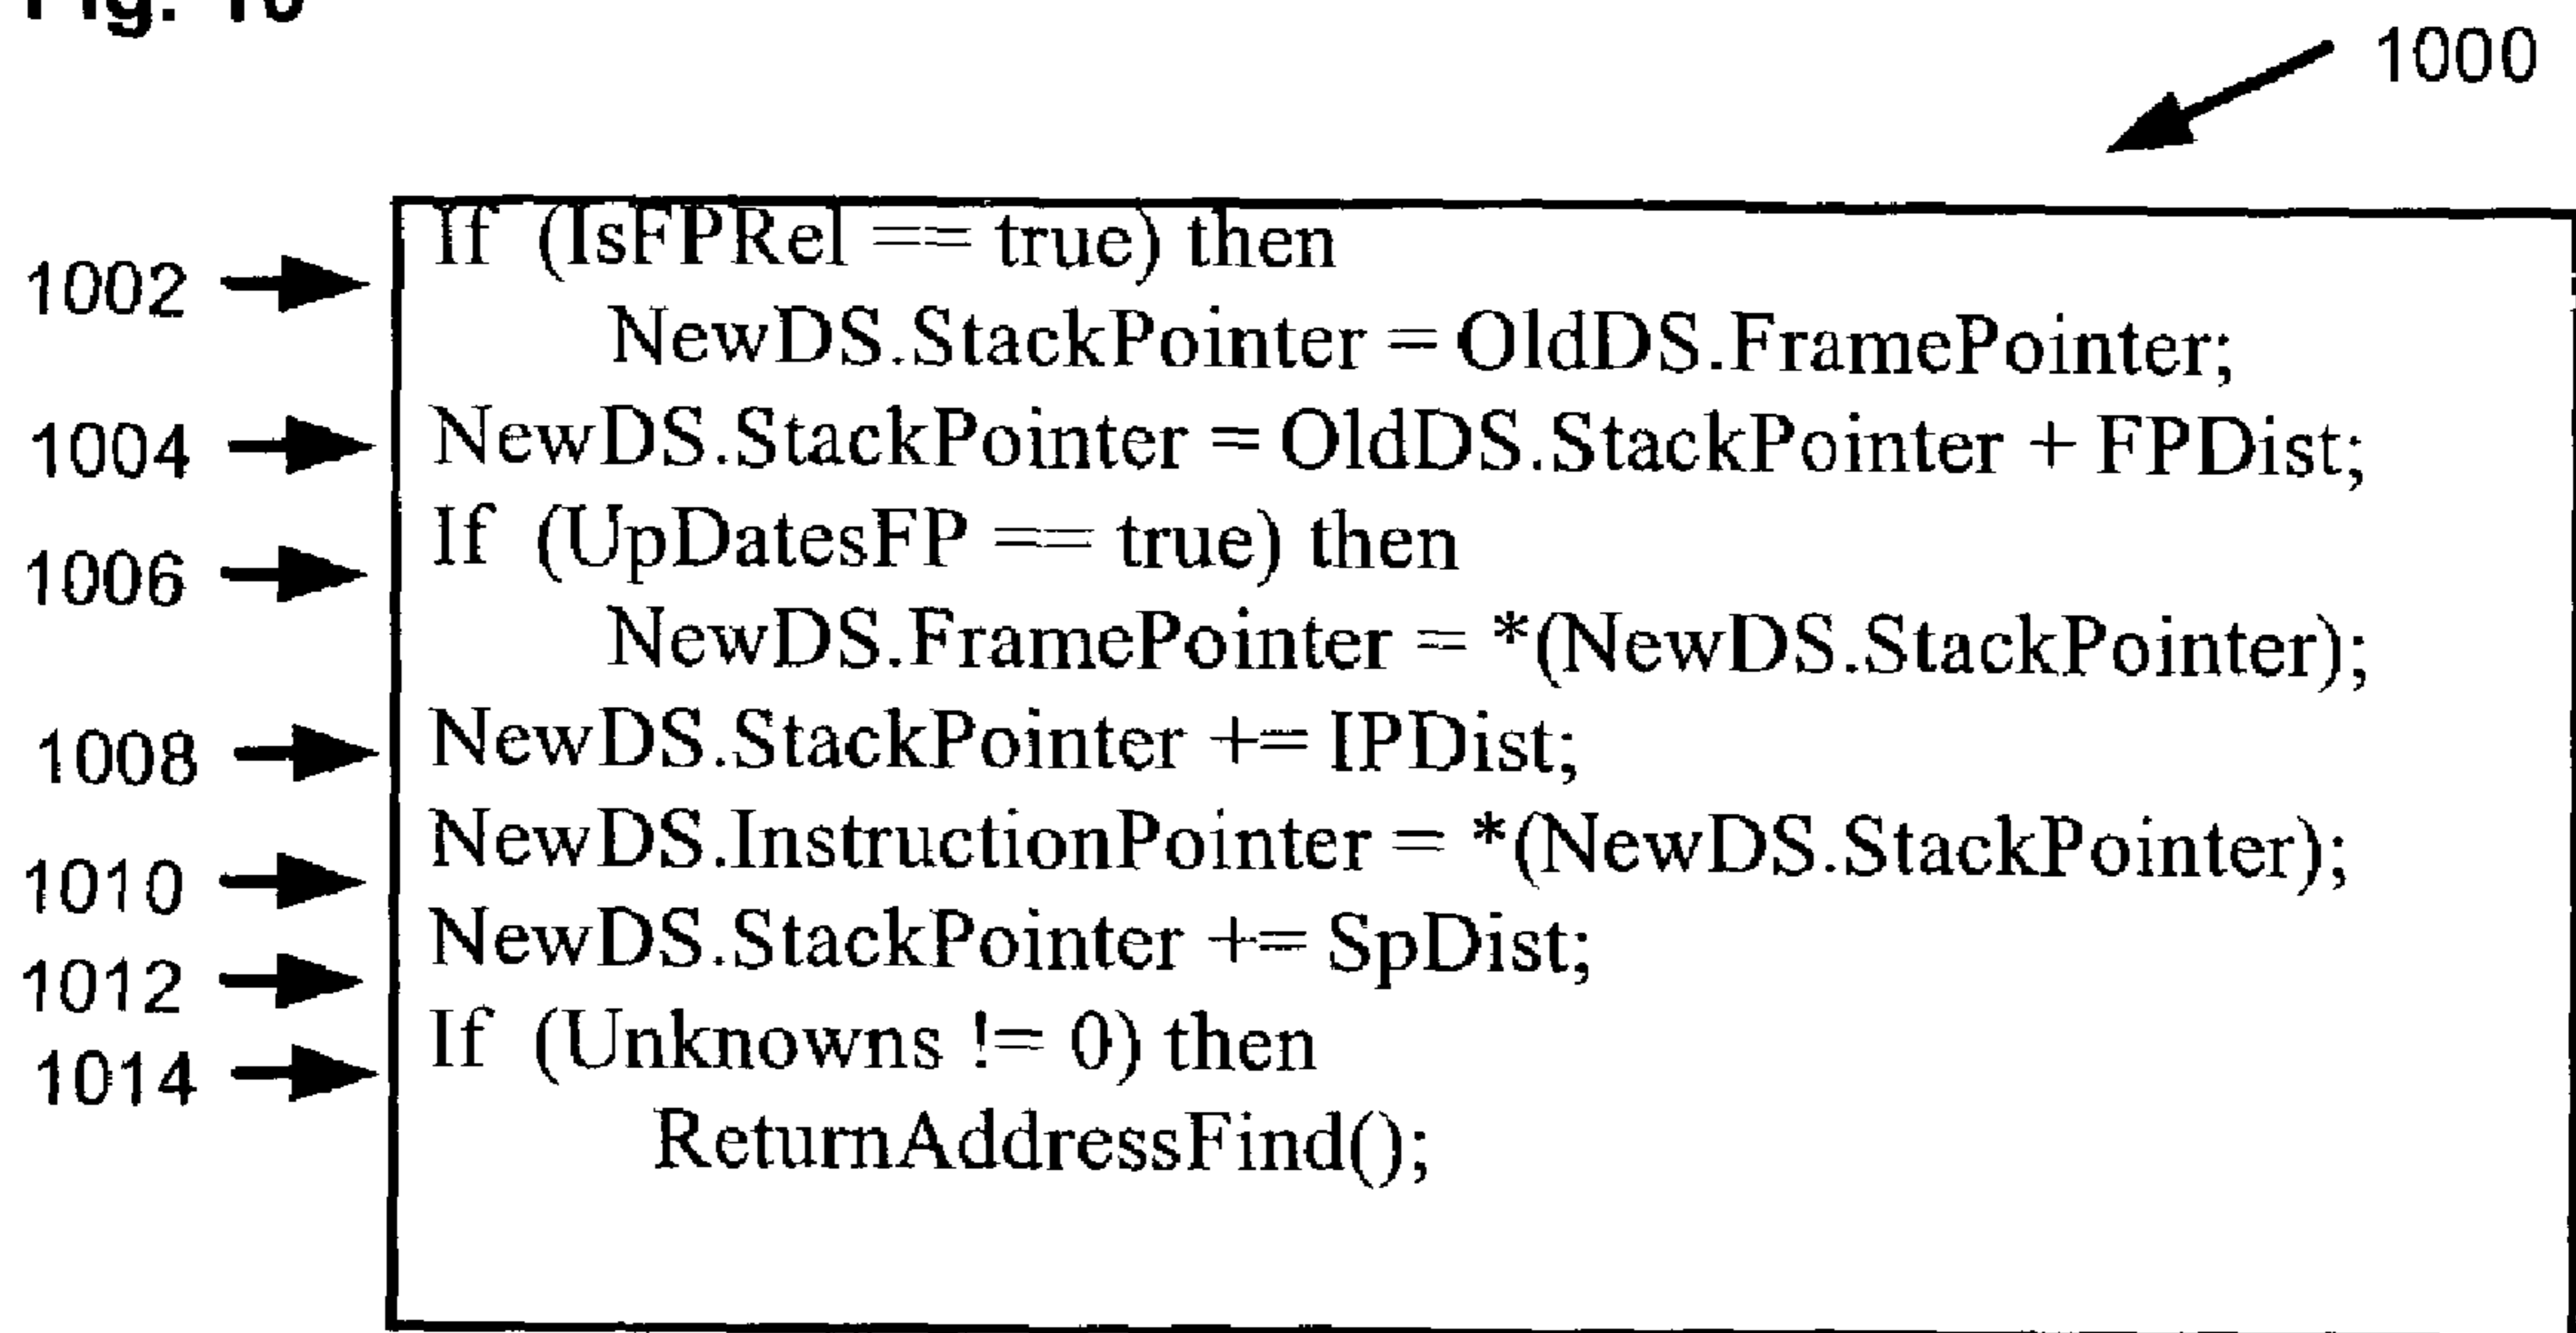 Fig. 10
1000
If (IsFPRel == true) then
1002
NewDS.StackPointer = OldDS.FramePointer;
1004 NewDS.StackPointer = OldDS.StackPointer + FPDist;
If (UpDatesFP == true) then
1006
NewDS.FramePointer = *(NewDS.StackPointer);
1008 NewDS.StackPointer += IPDist;
NewDS.InstructionPointer = *(NewDS.StackPointer);
1010
NewDS.StackPointer += SpDist;
1012
If (Unknowns != 0) then
1014
ReturnAddressFind();